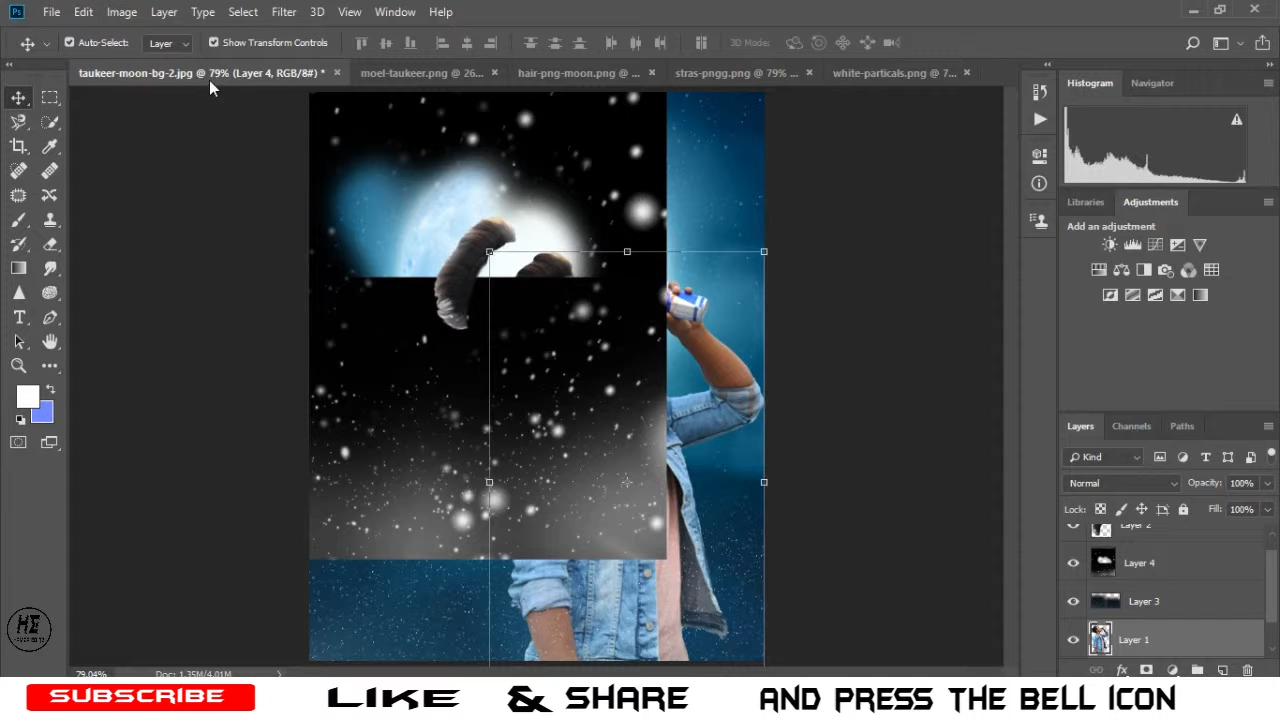 Ps File Edit Image Layer Type Select Filter 3D View Window Help
Auto-Select: Layer Show Transform Controls 3D Mode:
taukeer-moon-bg-2.jpg @ 79% (Layer 4, RGB/8#) * × moel-taukeer.png @ 26... × hair-png-moon.png @ ... × stras-pngg.png @ 79% ... × white-particals.png @ 7... ×
Histogram Navigator
Libraries Adjustments
Add an adjustment
Layers Channels Paths
Kind
Normal Opacity: 100%
Lock: Fill: 100%
Layer 2
Layer 4
Layer 3
Layer 1
HE
79.04% Doc: 1.35M/4.01M
SUBSCRIBE LIKE & SHARE AND PRESS THE BELL ICON